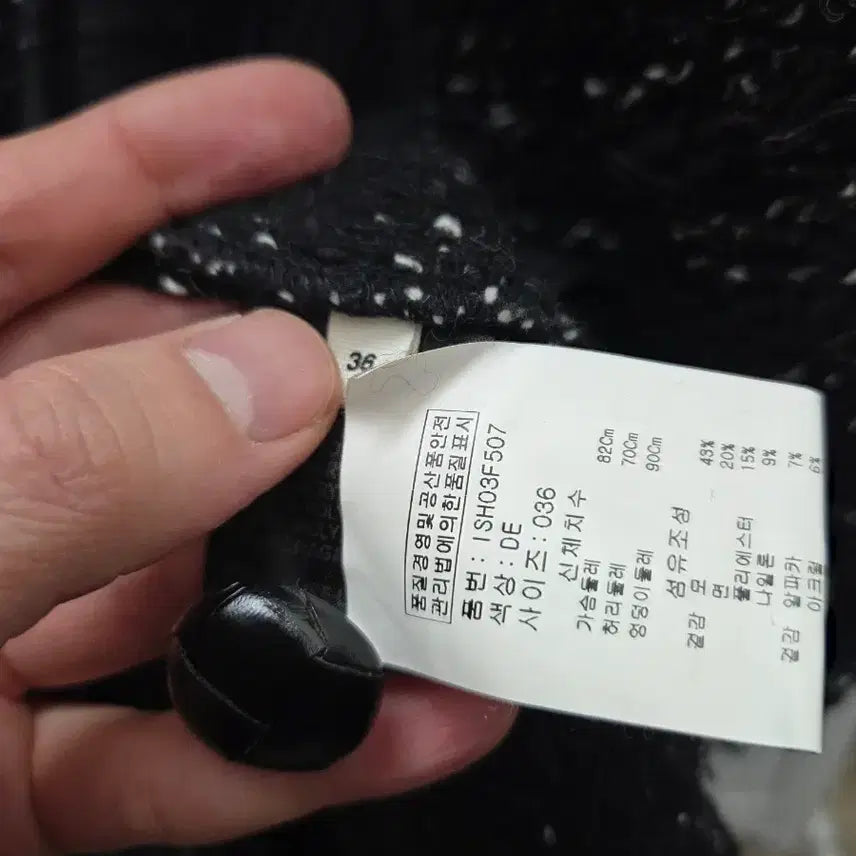 36
품질경영및공산품안전
관리법에의한품질표시
품번: ISH03F507
색상: DE
사이즈: 036
신체치수
가슴둘레 82Cm
허리둘레 70Cm
엉덩이둘레 90Cm
섬유조성
겉감 모 43%
면 20%
폴리에스터 15%
나일론 9%
겉감 알파카 7%
아크릴 6%